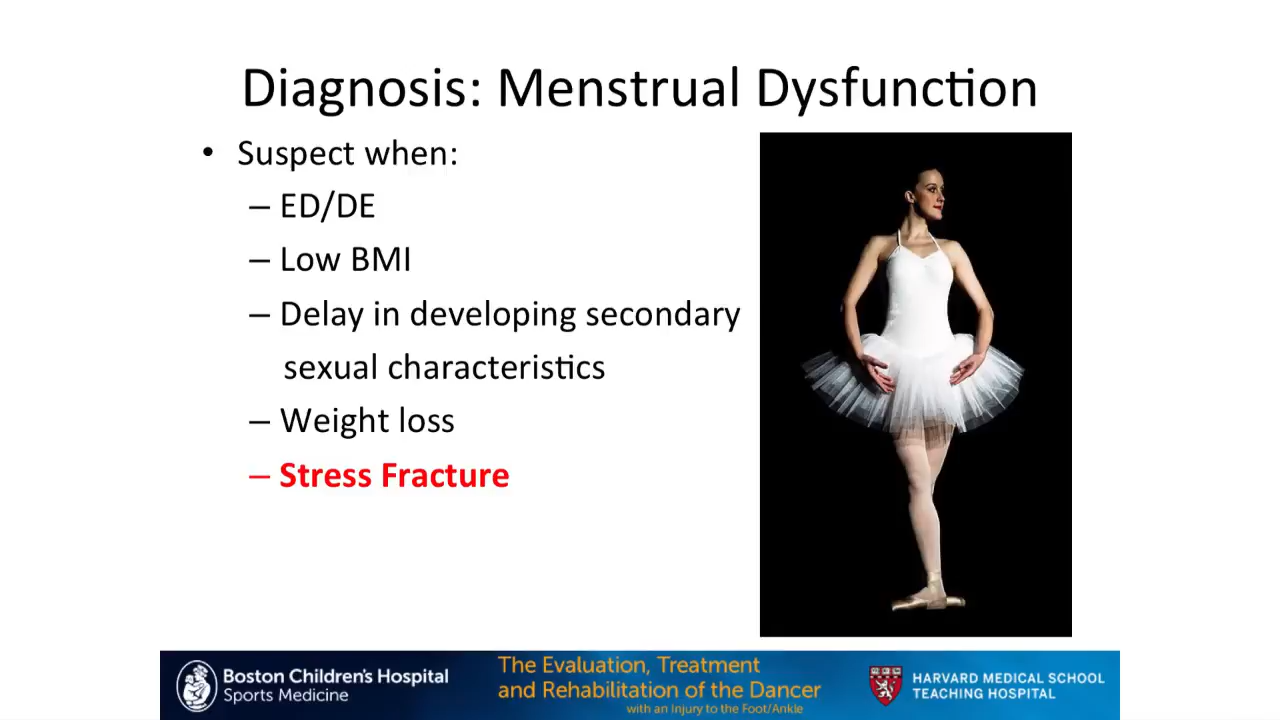 Diagnosis: Menstrual Dysfunction
• Suspect when:
– ED/DE
– Low BMI
– Delay in developing secondary
sexual characteristics
– Weight loss
– Stress Fracture
Boston Children's Hospital
Sports Medicine
The Evaluation, Treatment
and Rehabilitation of the Dancer
with an Injury to the Foot/Ankle
HARVARD MEDICAL SCHOOL
TEACHING HOSPITAL